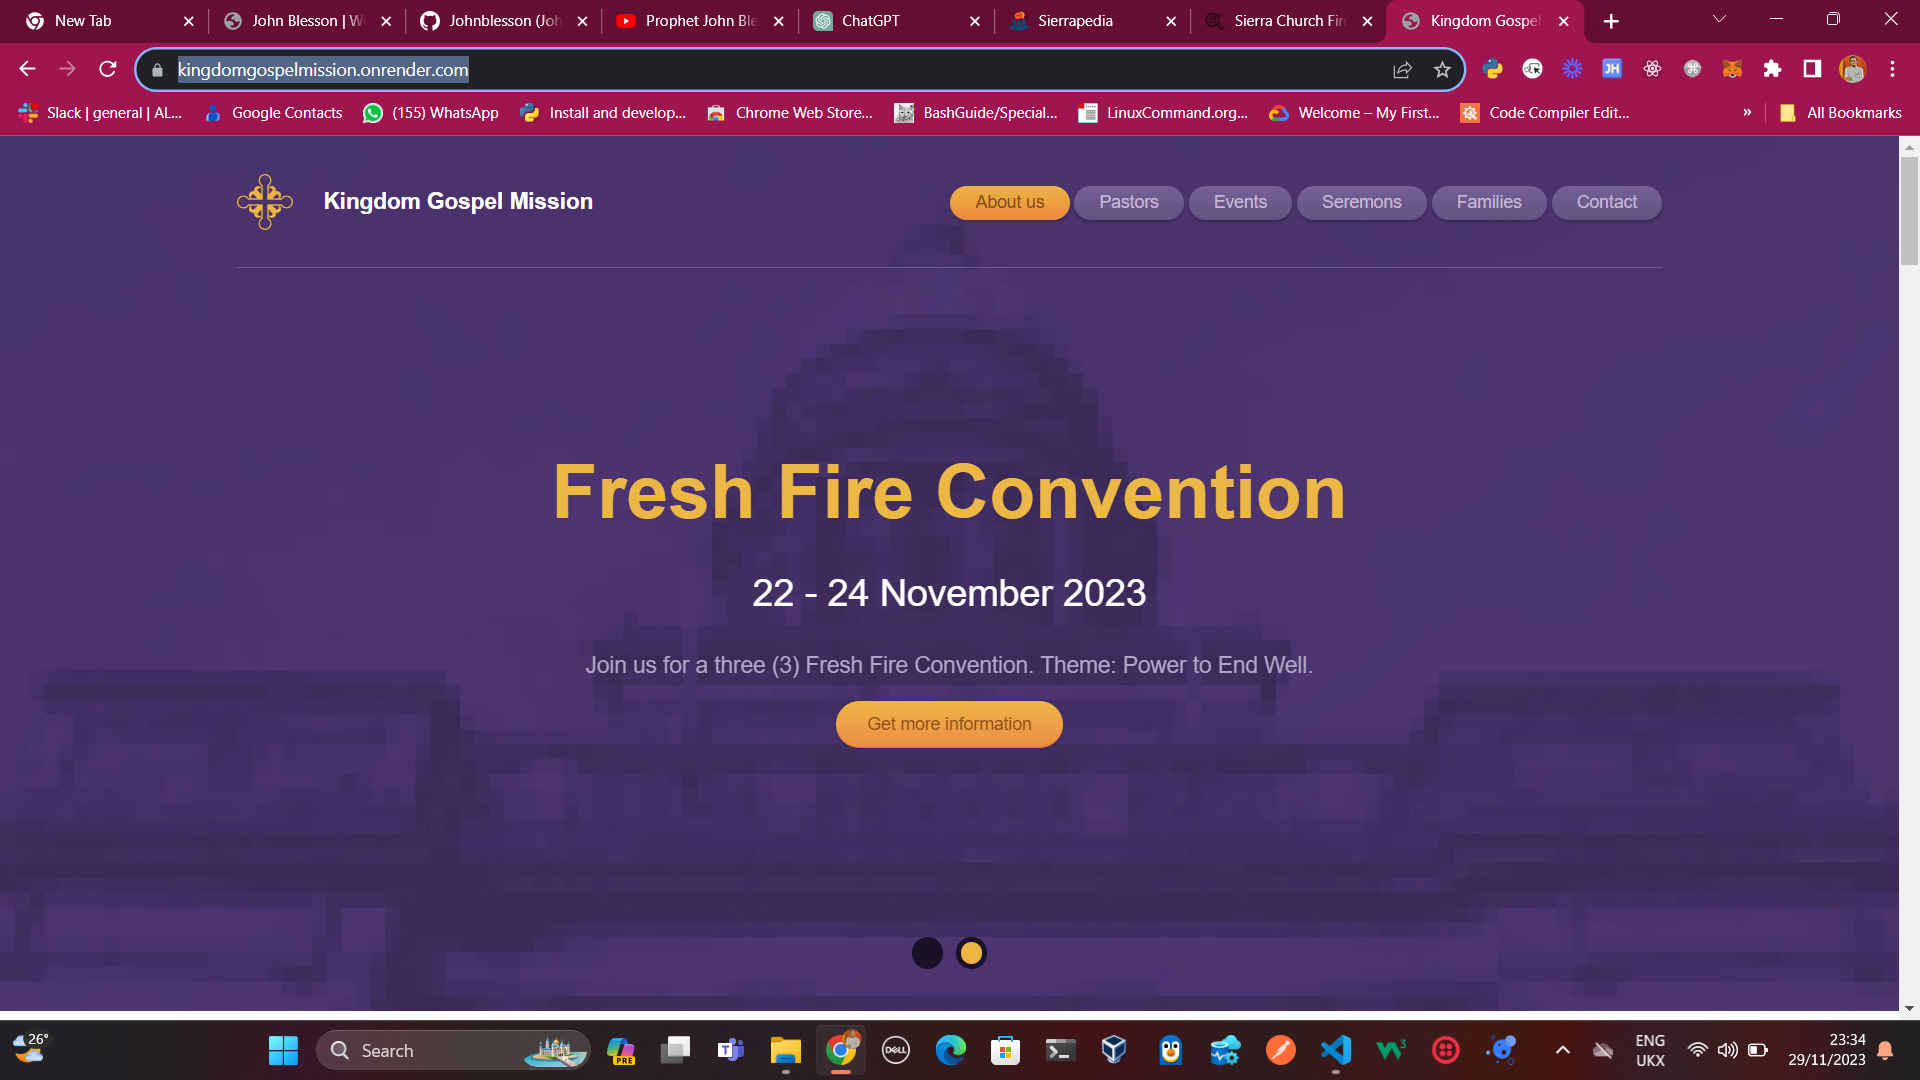 New Tab
John Blesson | We
Johnblesson (Joh
Prophet John Ble
ChatGPT
Sierrapedia
Sierra Church Fin
Kingdom Gospel
kingdomgospelmission.onrender.com
Slack | general | AL...
Google Contacts
(155) WhatsApp
Install and develop...
Chrome Web Store...
BashGuide/Special...
LinuxCommand.org...
Welcome – My First...
Code Compiler Edit...
»
All Bookmarks
JH
Kingdom Gospel Mission
About us
Pastors
Events
Seremons
Families
Contact
Fresh Fire Convention
22 - 24 November 2023
Join us for a three (3) Fresh Fire Convention. Theme: Power to End Well.
Get more information
26°
Search
PRE
DELL
ENG
UKX
23:34
29/11/2023